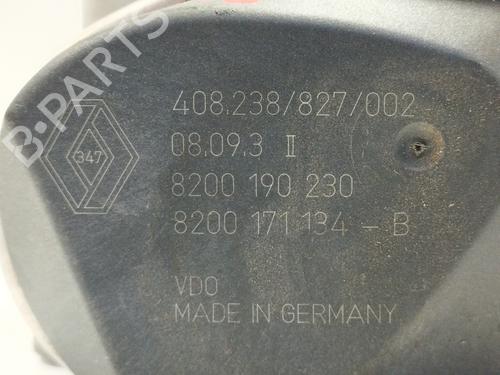 B-PARTS
347
408.238/827/002
08.09.3 II
8200 190 230
8200 171 134 - B
VDO
MADE IN GERMANY